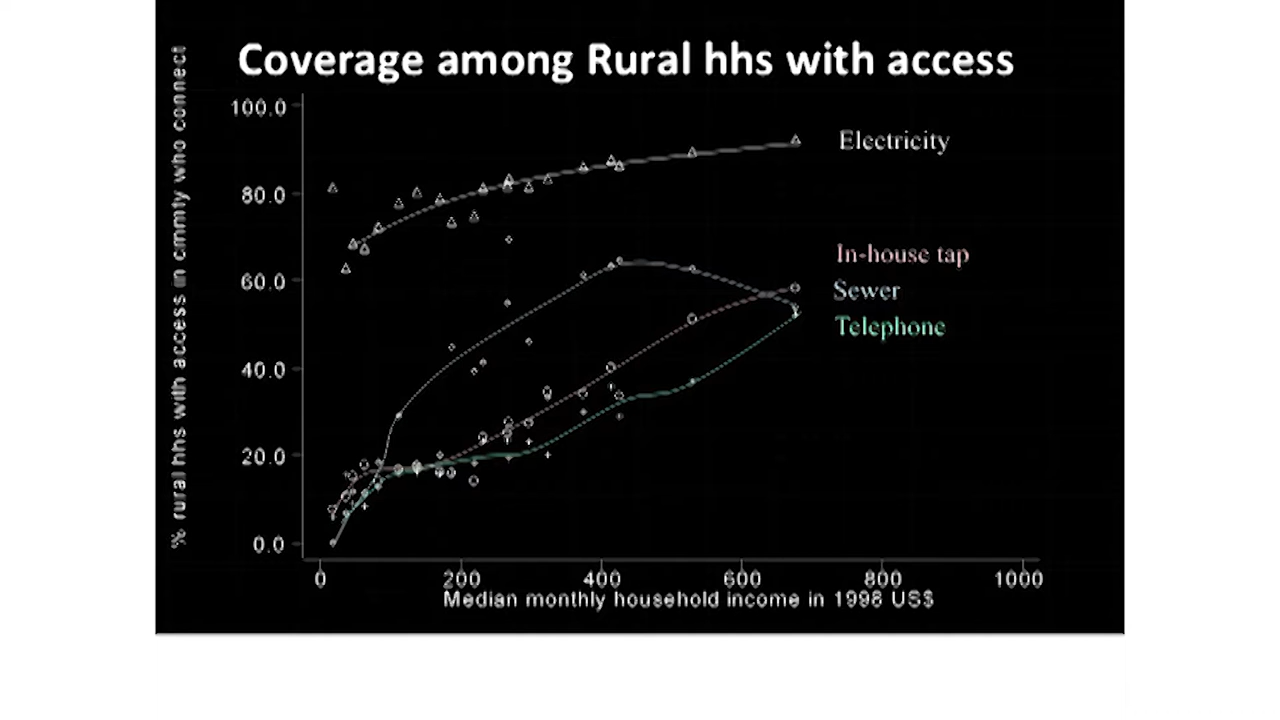 Coverage among Rural hhs with access
% rural hhs with access in cmmty who connect
100.0
80.0
60.0
40.0
20.0
0.0
Electricity
In-house tap
Sewer
Telephone
0 200 400 600 800 1000
Median monthly household income in 1998 US$